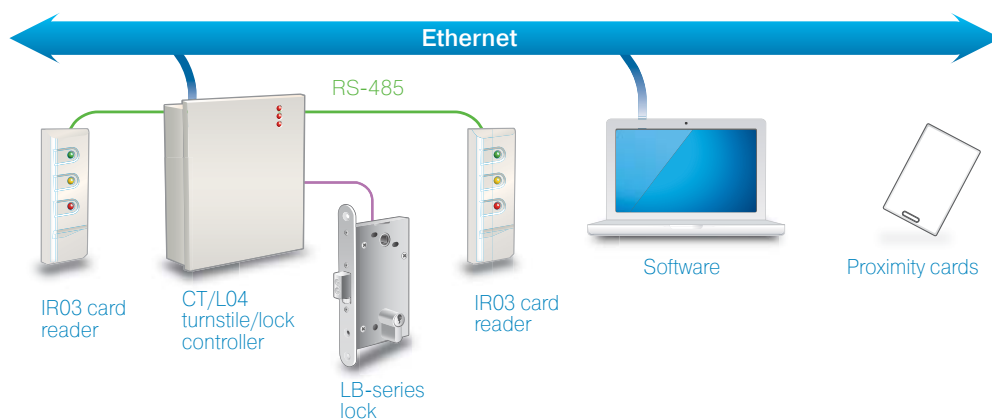 Ethernet
RS-485
IR03 card
reader
CT/L04
turnstile/lock
controller
LB-series
lock
IR03 card
reader
Software
Proximity cards